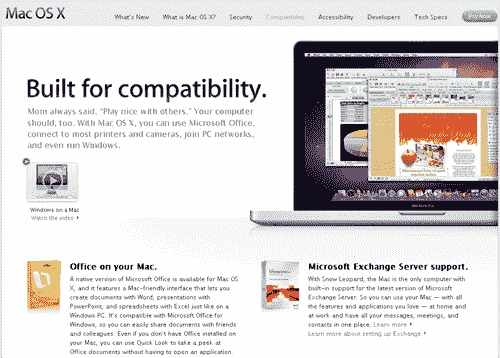 Mac OS X
What's New What is Mac OS X? Security Compatibility Accessibility Developers Tech Specs Buy Now
Built for compatibility.
Mom always said, "Play nice with others." Your computer
should, too. With Mac OS X, you can use Microsoft Office,
connect to most printers and cameras, join PC networks,
and even run Windows.
Windows on a Mac
Watch the video
Office on your Mac.
A native version of Microsoft Office is available for Mac OS
X, and it features a Mac-friendly interface that lets you
create documents with Word, presentations with
PowerPoint, and spreadsheets with Excel just like on a
Windows PC. It's compatible with Microsoft Office for
Windows, so you can easily share documents with friends
and colleagues. Even if you don't have Office installed on
your Mac, you can use Quick Look to take a peek at
Office documents without having to open an application.
Microsoft Exchange Server support.
With Snow Leopard, the Mac is the only computer with
built-in support for the latest version of Microsoft
Exchange Server. So you can use your Mac — with all
the features and applications you love — at home and
at work and have all your messages, meetings, and
contacts in one place. Learn more
Learn more about setting up Exchange